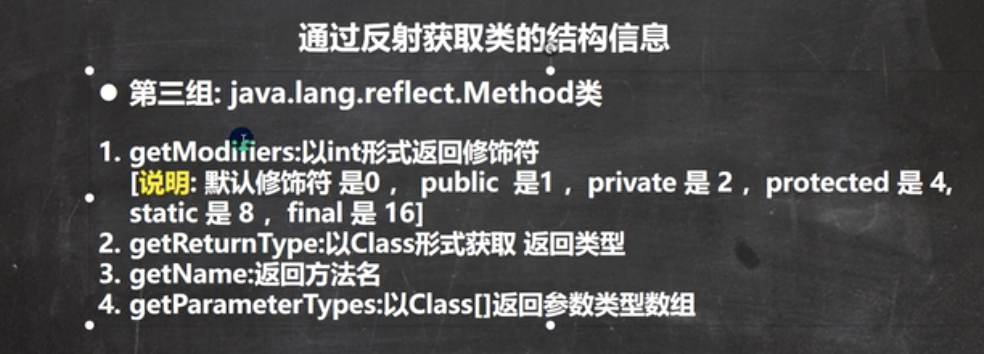 通过反射获取类的结构信息
● 第三组: java.lang.reflect.Method类
1. getModifiers:以int形式返回修饰符
[说明: 默认修饰符 是0 ， public 是1 ，private 是 2 ，protected 是 4,
static 是 8 ，final 是 16]
2. getReturnType:以Class形式获取 返回类型
3. getName:返回方法名
4. getParameterTypes:以Class[]返回参数类型数组